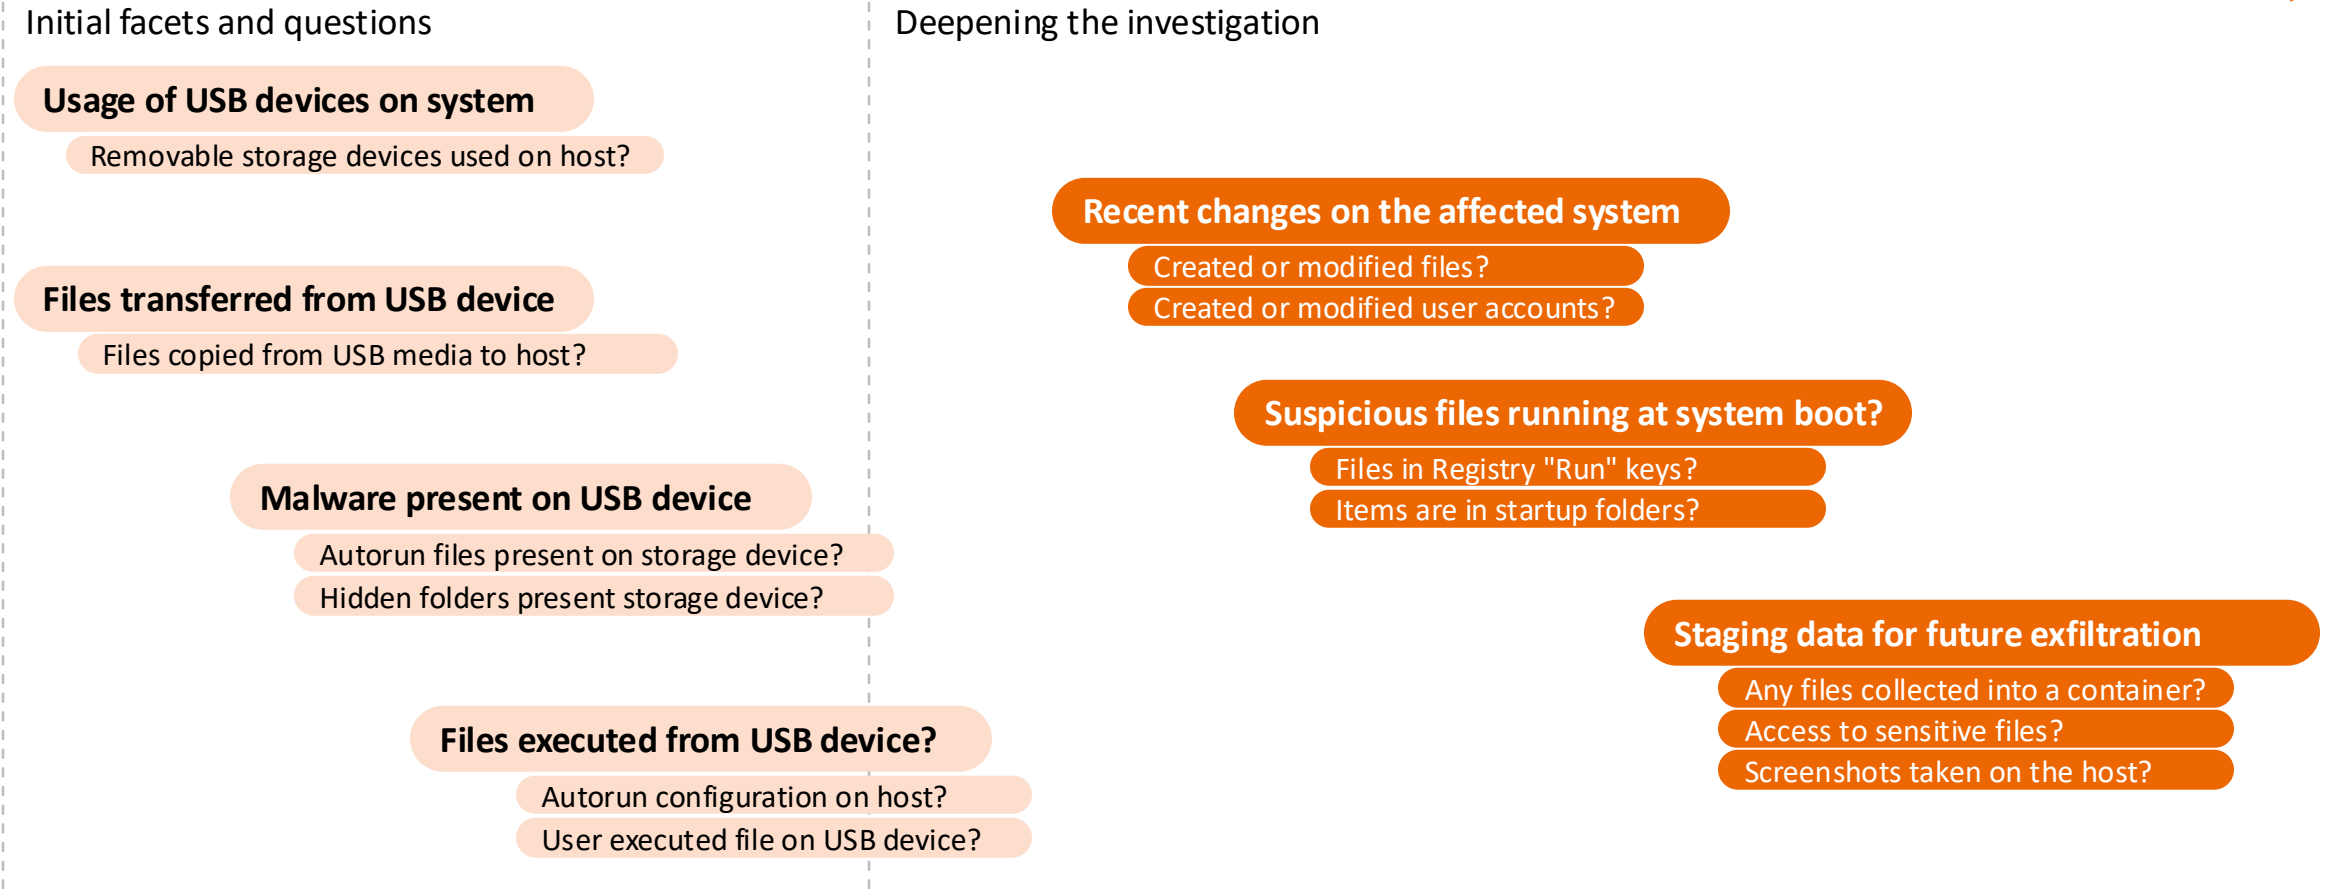 Initial facets and questions
Usage of USB devices on system
Removable storage devices used on host?
Files transferred from USB device
Files copied from USB media to host?
Malware present on USB device
Autorun files present on storage device?
Hidden folders present storage device?
Files executed from USB device?
Autorun configuration on host?
User executed file on USB device?
Deepening the investigation
Recent changes on the affected system
Created or modified files?
Created or modified user accounts?
Suspicious files running at system boot?
Files in Registry "Run" keys?
Items are in startup folders?
Staging data for future exfiltration
Any files collected into a container?
Access to sensitive files?
Screenshots taken on the host?